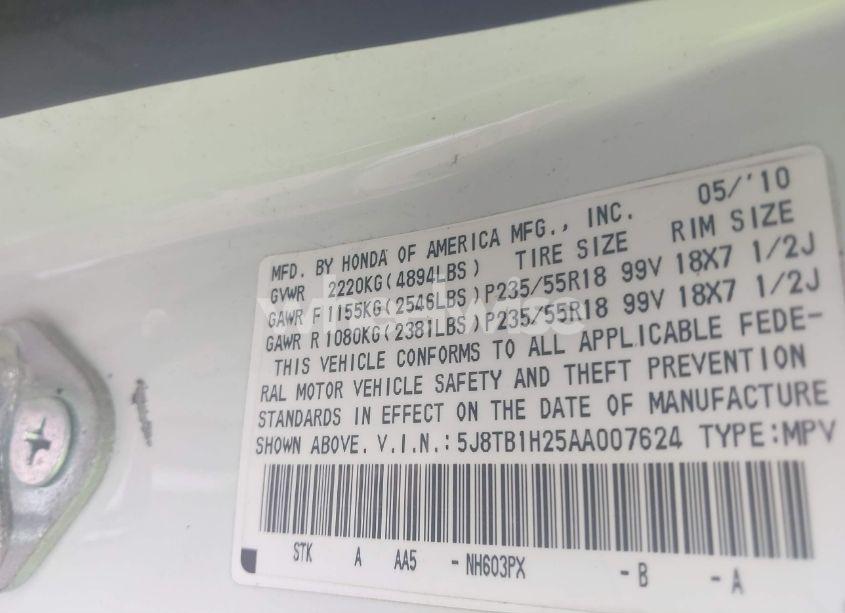 MFD. BY HONDA OF AMERICA MFG., INC. 05/'10
GVWR 2220KG(4894LBS) TIRE SIZE RIM SIZE
GAWR F1155KG(2546LBS)P235/55R18 99V 18X7 1/2J
GAWR R1080KG(2381LBS)P235/55R18 99V 18X7 1/2J
THIS VEHICLE CONFORMS TO ALL APPLICABLE FEDE-
RAL MOTOR VEHICLE SAFETY AND THEFT PREVENTION
STANDARDS IN EFFECT ON THE DATE OF MANUFACTURE
SHOWN ABOVE. V.I.N.:5J8TB1H25AA007624 TYPE:MPV
STK A AA5 -NH603PX -B -A
wheelwise